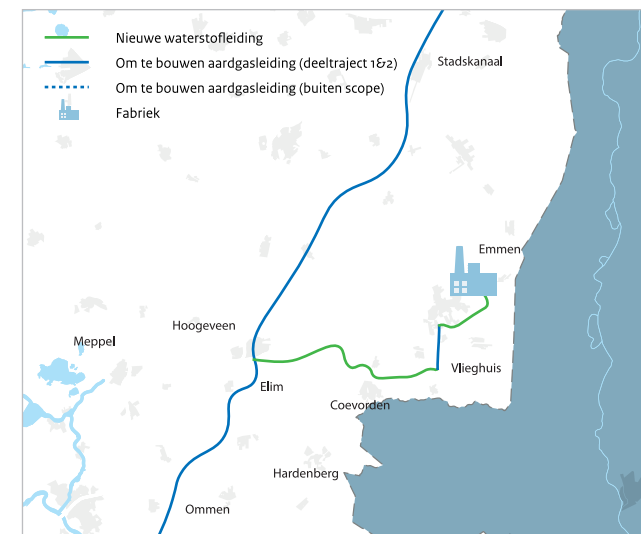 Nieuwe waterstofleiding
Om te bouwen aardgasleiding (deeltraject 1&2)
Om te bouwen aardgasleiding (buiten scope)
Fabriek
Stadskanaal
Emmen
Hoogeveen
Meppel
Vlieghuis
Elim
Coevorden
Hardenberg
Ommen